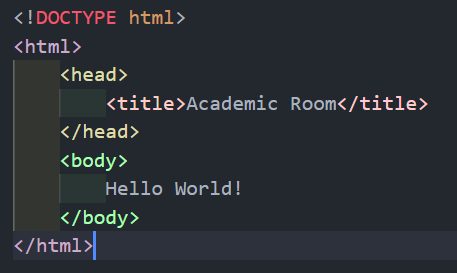 <!DOCTYPE html>
<html>
<head>
<title>Academic Room</title>
</head>
<body>
Hello World!
</body>
</html>